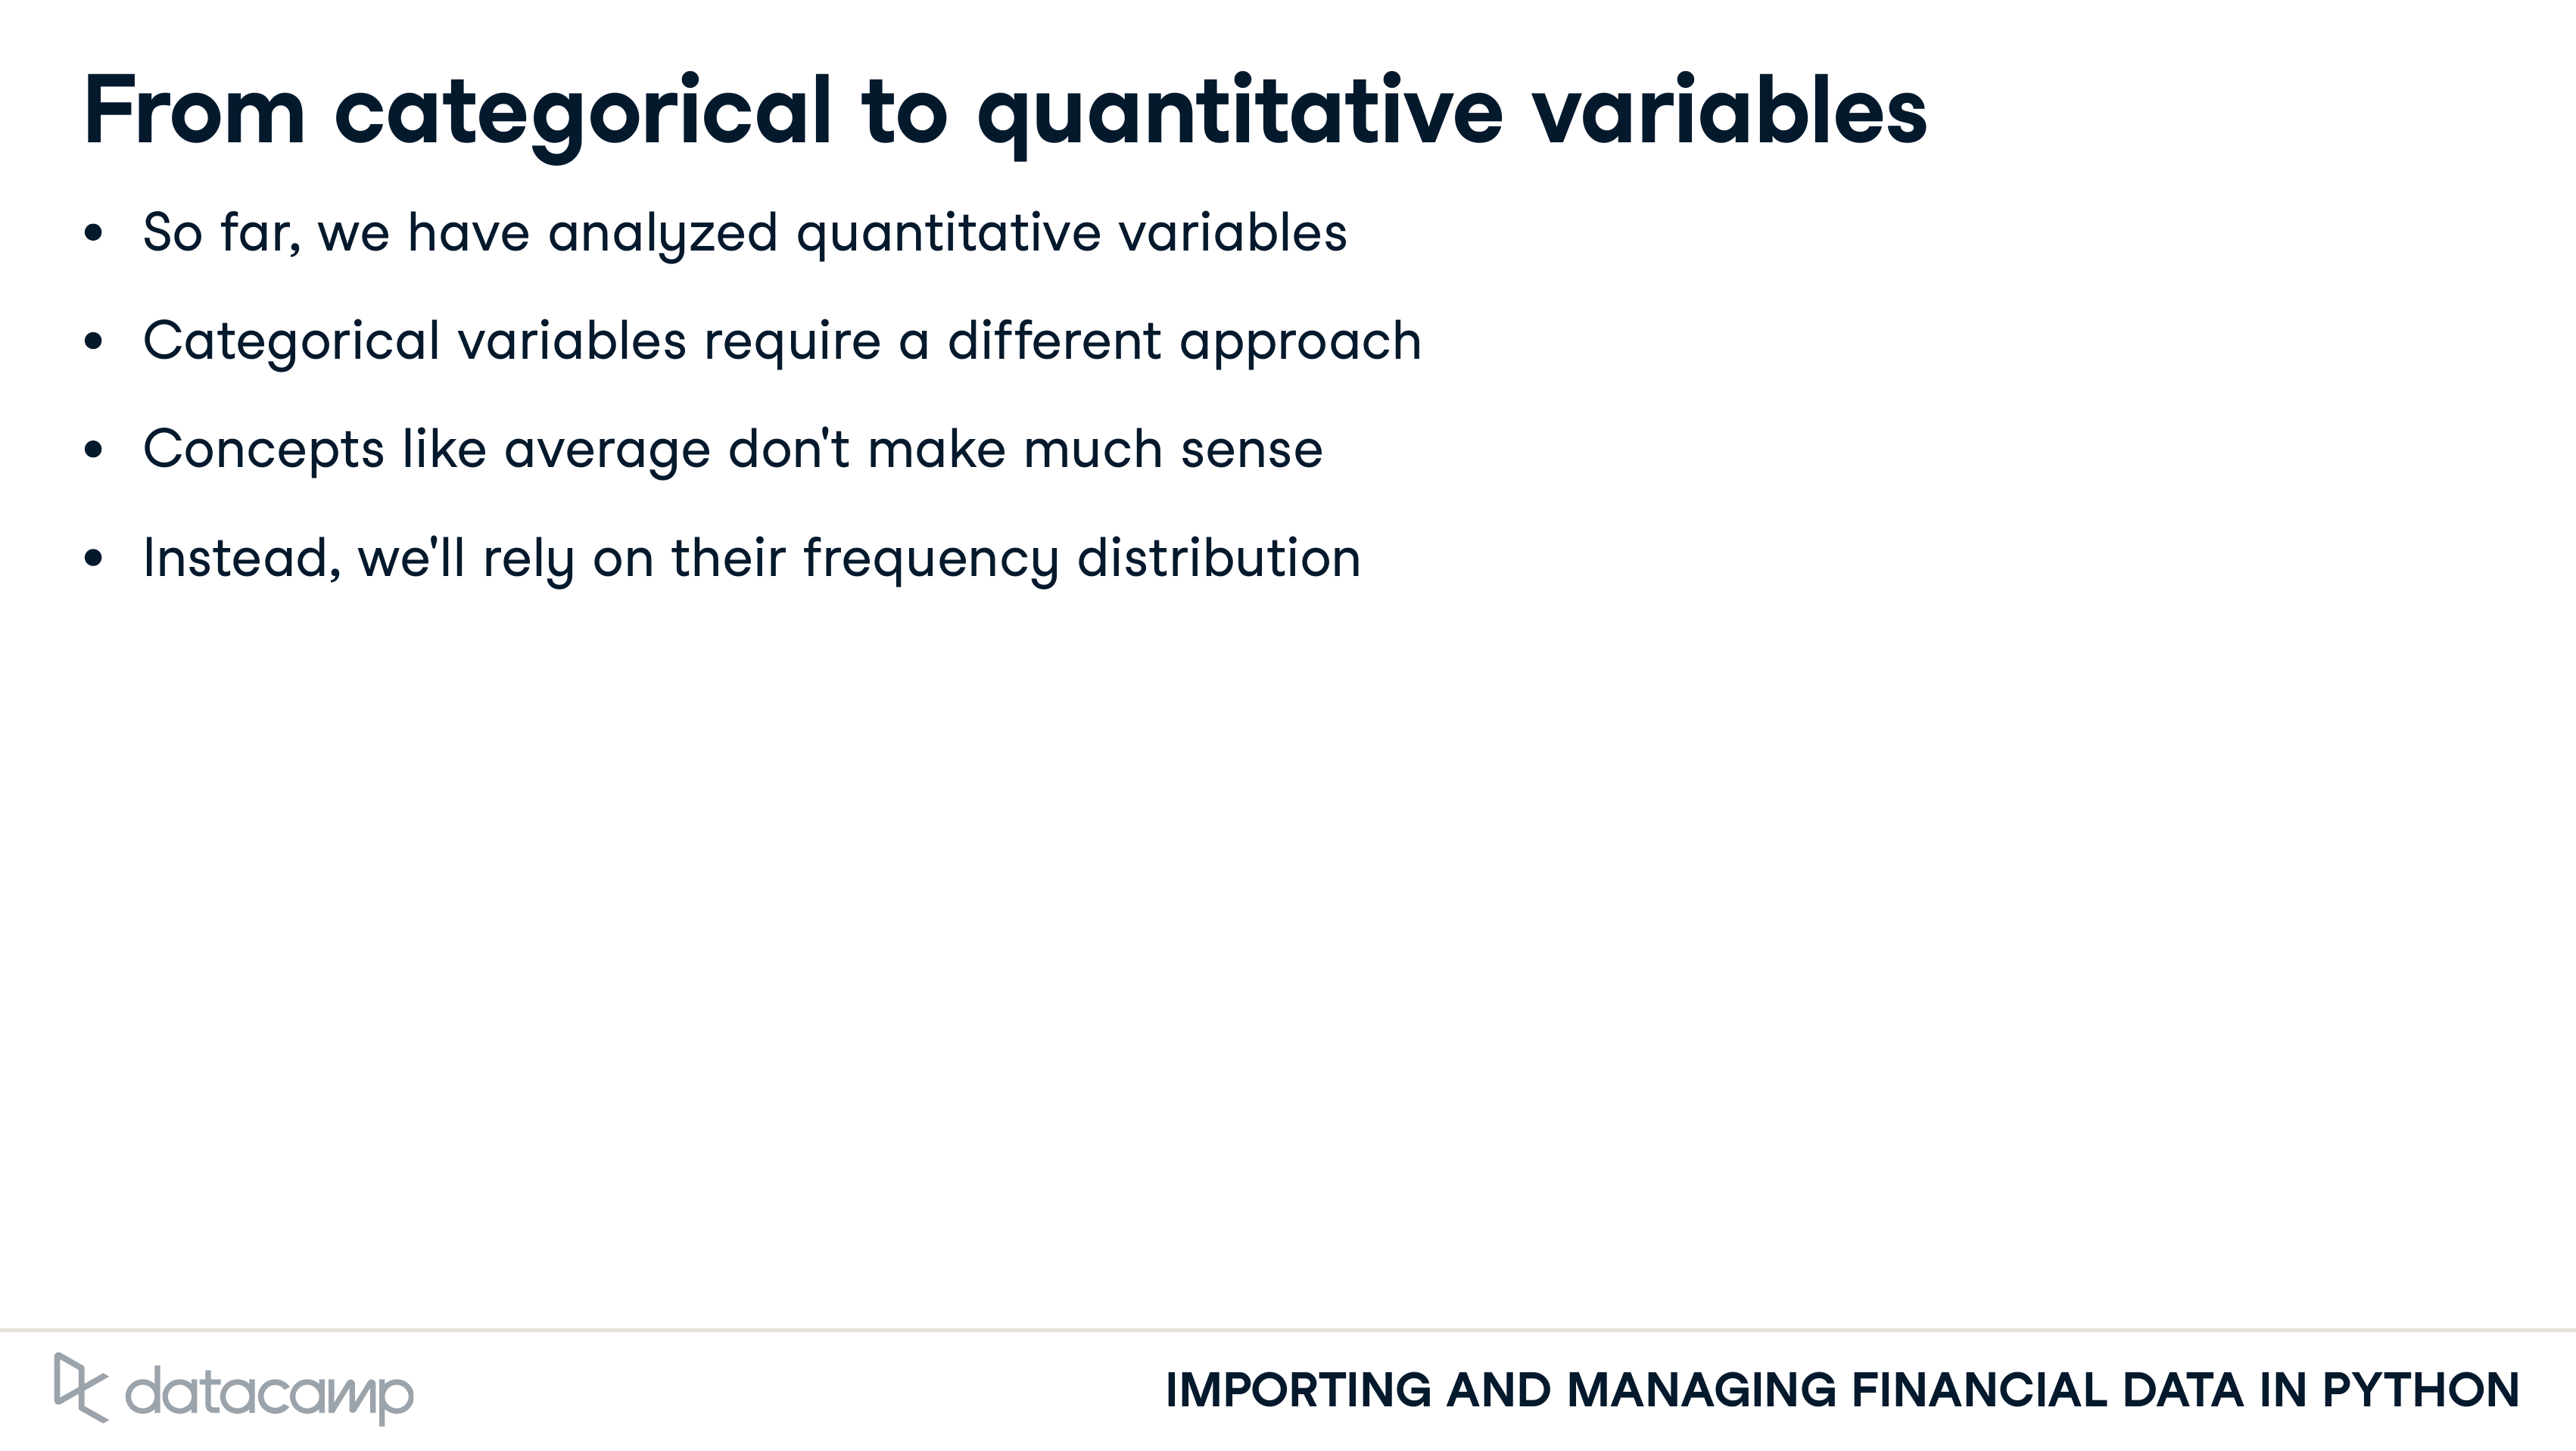 From categorical to quantitative variables
• So far, we have analyzed quantitative variables
• Categorical variables require a different approach
• Concepts like average don't make much sense
• Instead, we'll rely on their frequency distribution
datacamp
IMPORTING AND MANAGING FINANCIAL DATA IN PYTHON